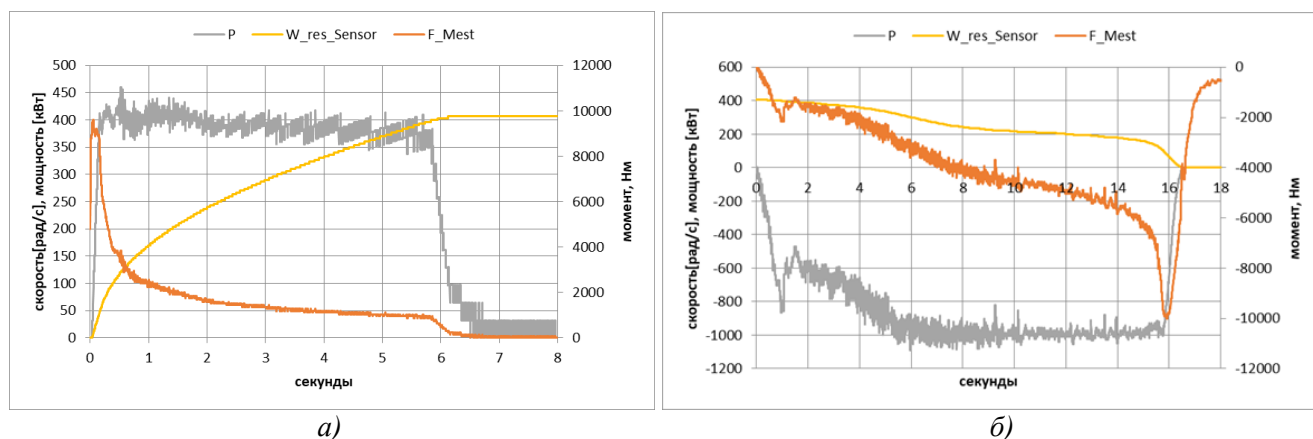 P W_res_Sensor F_Mest
500 12000
450
400 10000
350
300 8000
250 6000
200
150 4000
100
50 2000
0 0
0 1 2 3 4 5 6 7 8
секунды
скорость[рад/с], мощность [кВт]
момент, Нм
а)
P W_res_Sensor F_Mest
600 0
400
200 -2000
0 -4000
0 2 4 6 8 10 12 14 16 18
-200
-400 -6000
-600 -8000
-800
-1000 -10000
-1200 -12000
секунды
скорость[рад/с], мощность [кВт]
момент, Нм
б)